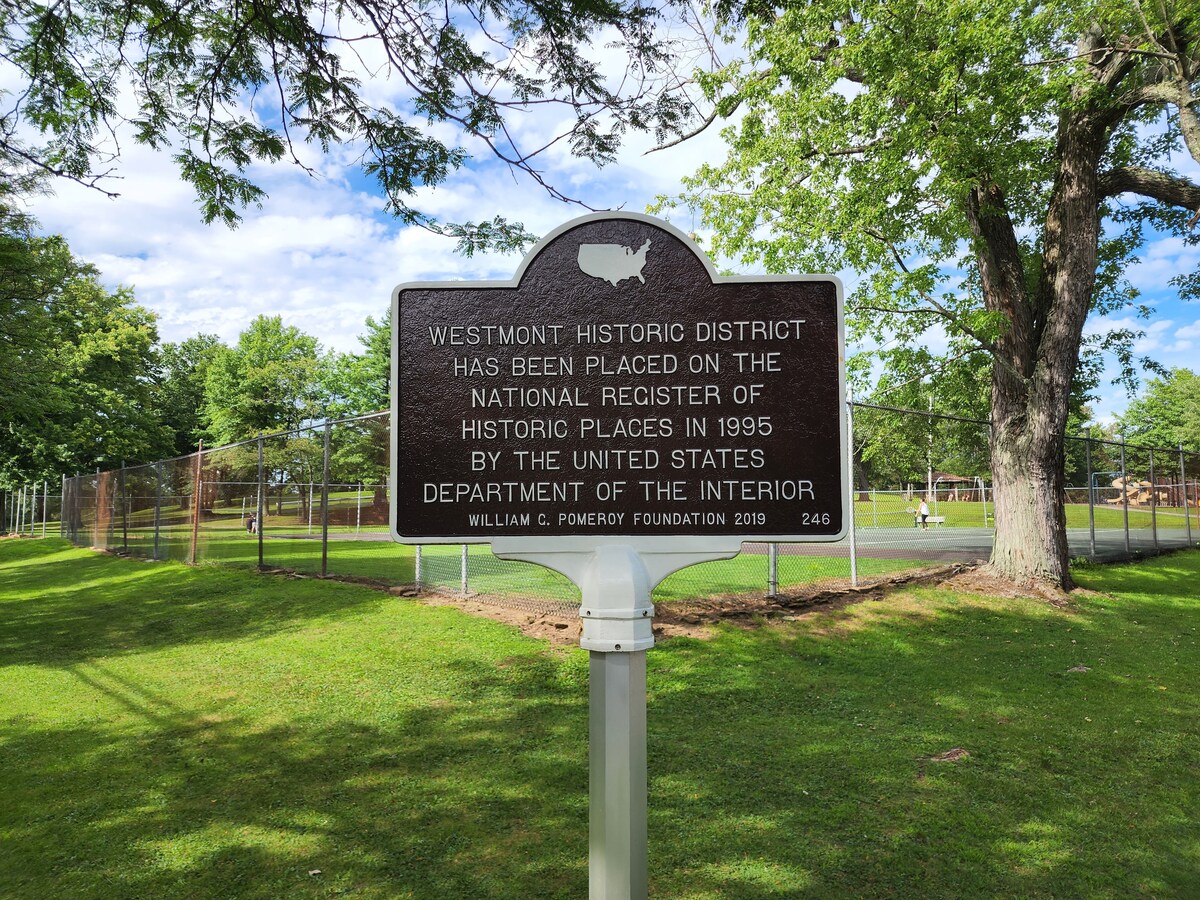 WESTMONT HISTORIC DISTRICT
HAS BEEN PLACED ON THE
NATIONAL REGISTER OF
HISTORIC PLACES IN 1995
BY THE UNITED STATES
DEPARTMENT OF THE INTERIOR
WILLIAM G. POMEROY FOUNDATION 2019 246